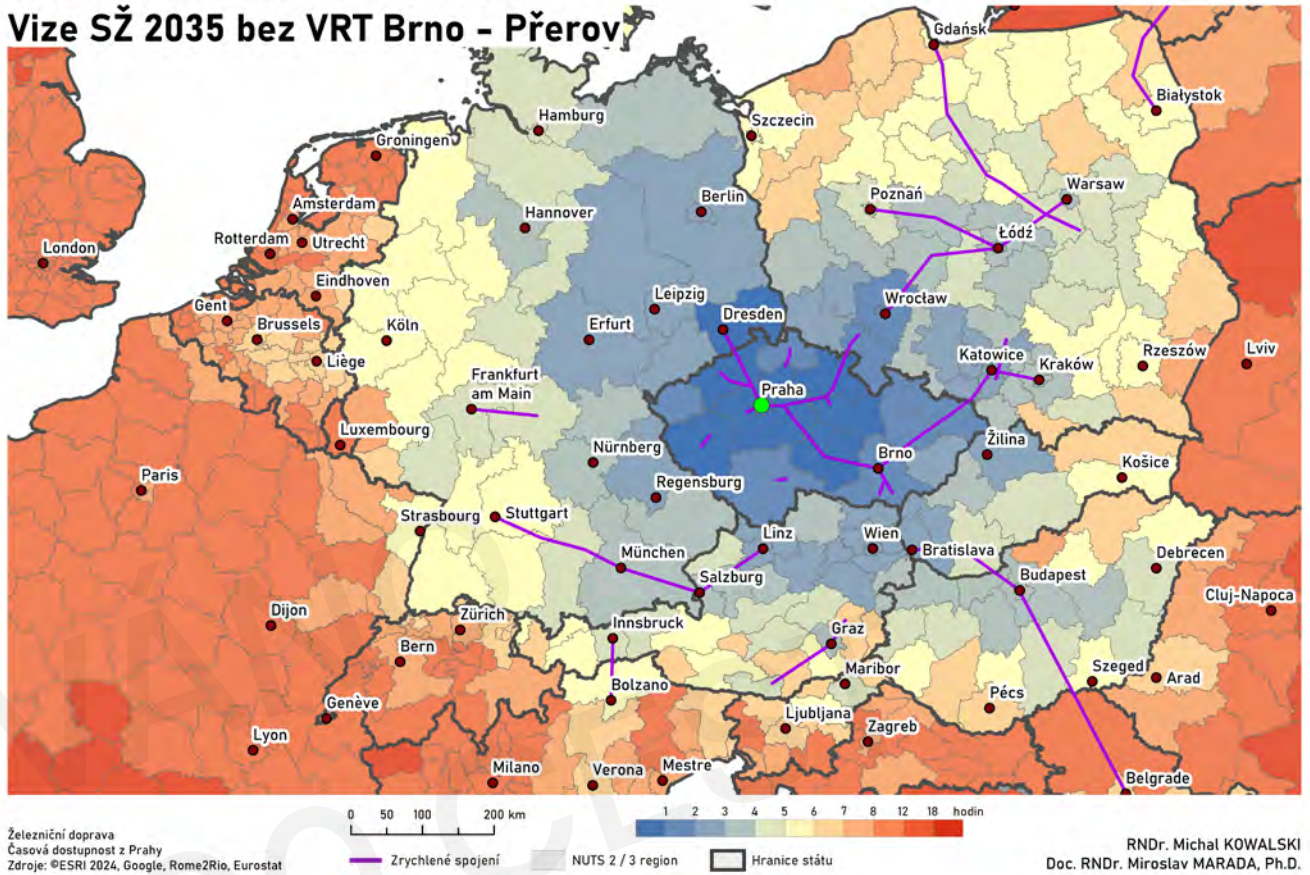 Vize SŽ 2035 bez VRT Brno - Přerov
Gdańsk
Białystok
Hamburg
Szczecin
Groningen
Berlin
Poznań
Warsaw
Amsterdam
Hannover
Rotterdam
Utrecht
Łódź
London
Eindhoven
Leipzig
Wrocław
Gent
Brussels
Köln
Erfurt
Dresden
Liège
Katowice
Kraków
Rzeszów
Lviv
Frankfurt
am Main
Praha
Luxembourg
Nürnberg
Brno
Žilina
Košice
Paris
Regensburg
Strasbourg
Stuttgart
Linz
Wien
Bratislava
Debrecen
München
Salzburg
Budapest
Cluj-Napoca
Dijon
Zürich
Innsbruck
Graz
Bern
Maribor
Szeged
Arad
Bolzano
Pécs
Genève
Ljubljana
Zagreb
Lyon
Milano
Verona
Mestre
Belgrade
0 50 100 200 km
1 2 3 4 5 6 7 8 12 18 hodin
Železniční doprava
Časová dostupnost z Prahy
Zdroje: ©ESRI 2024, Google, Rome2Rio, Eurostat
Zrychlené spojení
NUTS 2 / 3 region
Hranice státu
RNDr. Michal KOWALSKI
Doc. RNDr. Miroslav MARADA, Ph.D.